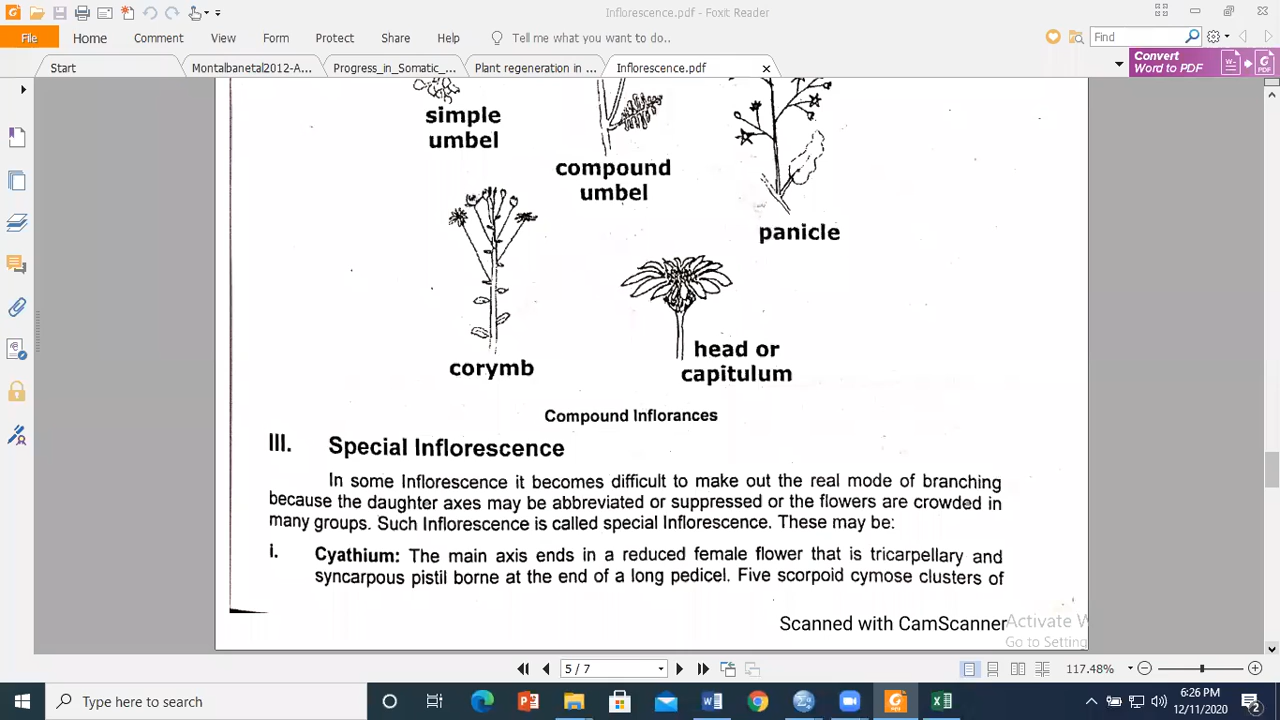 Inflorescence.pdf - Foxit Reader
File Home Comment View Form Protect Share Help Tell me what you want to do.. Find
Start Montalbanetal2012-A... Progress_in_Somatic_... Plant regeneration in ... Inflorescence.pdf Convert
Word to PDF
simple
umbel
compound
umbel
panicle
corymb
head or
capitulum
Compound Inflorances
III. Special Inflorescence
In some Inflorescence it becomes difficult to make out the real mode of branching
because the daughter axes may be abbreviated or suppressed or the flowers are crowded in
many groups. Such Inflorescence is called special Inflorescence. These may be:
i. Cyathium: The main axis ends in a reduced female flower that is tricarpellary and
syncarpous pistil borne at the end of a long pedicel. Five scorpoid cymose clusters of
Scanned with CamScanner
Activate W
Go to Setting
5 / 7 117.48%
Type here to search
6:26 PM
12/11/2020
2